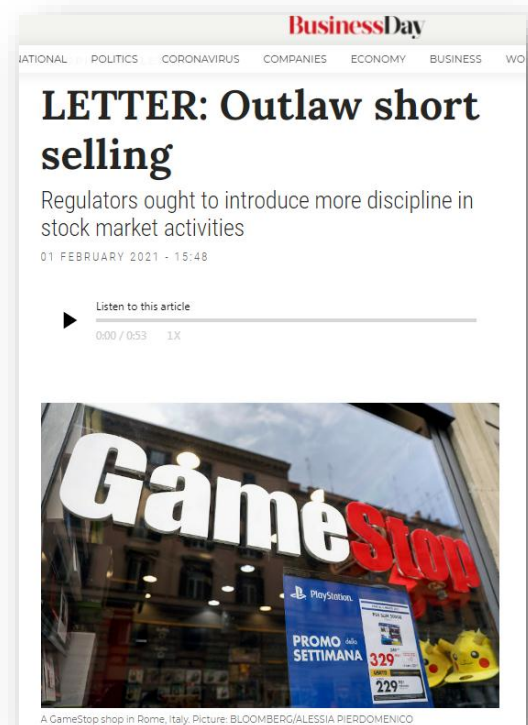 BusinessDay
NATIONAL POLITICS CORONAVIRUS COMPANIES ECONOMY BUSINESS WO
LETTER: Outlaw short
selling
Regulators ought to introduce more discipline in
stock market activities
01 FEBRUARY 2021 - 15:48
Listen to this article
0:00 / 0:53 1X
GameStop
PlayStation
PROMO dello
SETTIMANA
329
229
A GameStop shop in Rome, Italy. Picture: BLOOMBERG/ALESSIA PIERDOMENICO